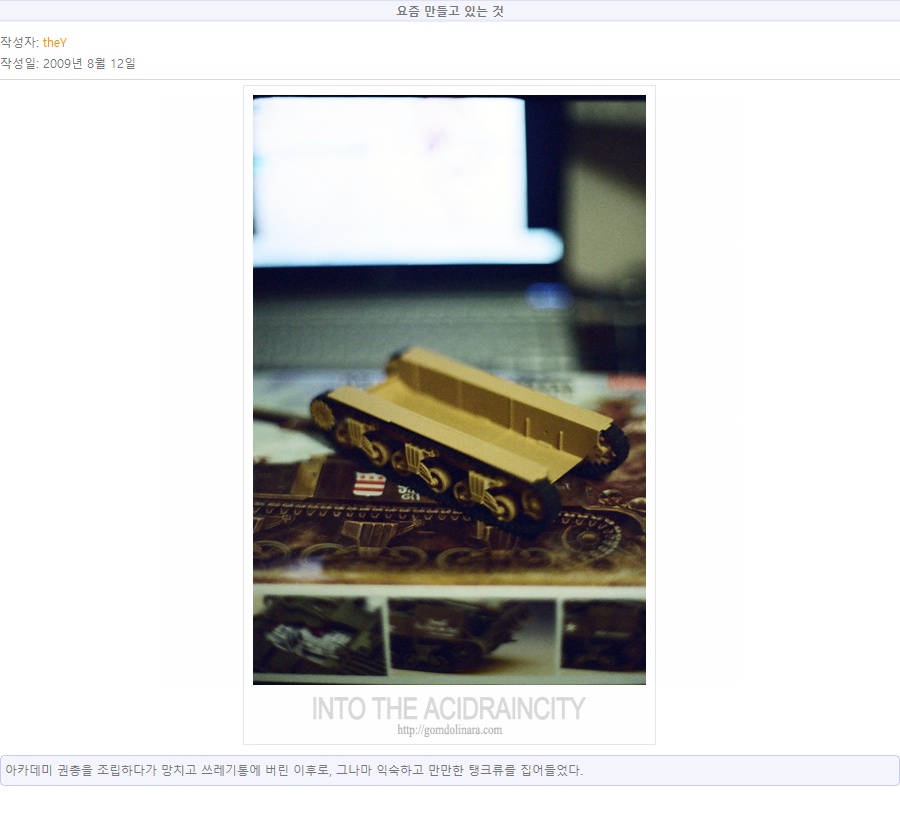 요즘 만들고 있는 것
작성자: theY
작성일: 2009년 8월 12일
INTO THE ACIDRAINCITY
http://gomdolinara.com
아카데미 권총을 조립하다가 망치고 쓰레기통에 버린 이후로, 그나마 익숙하고 만만한 탱크류를 집어들었다.